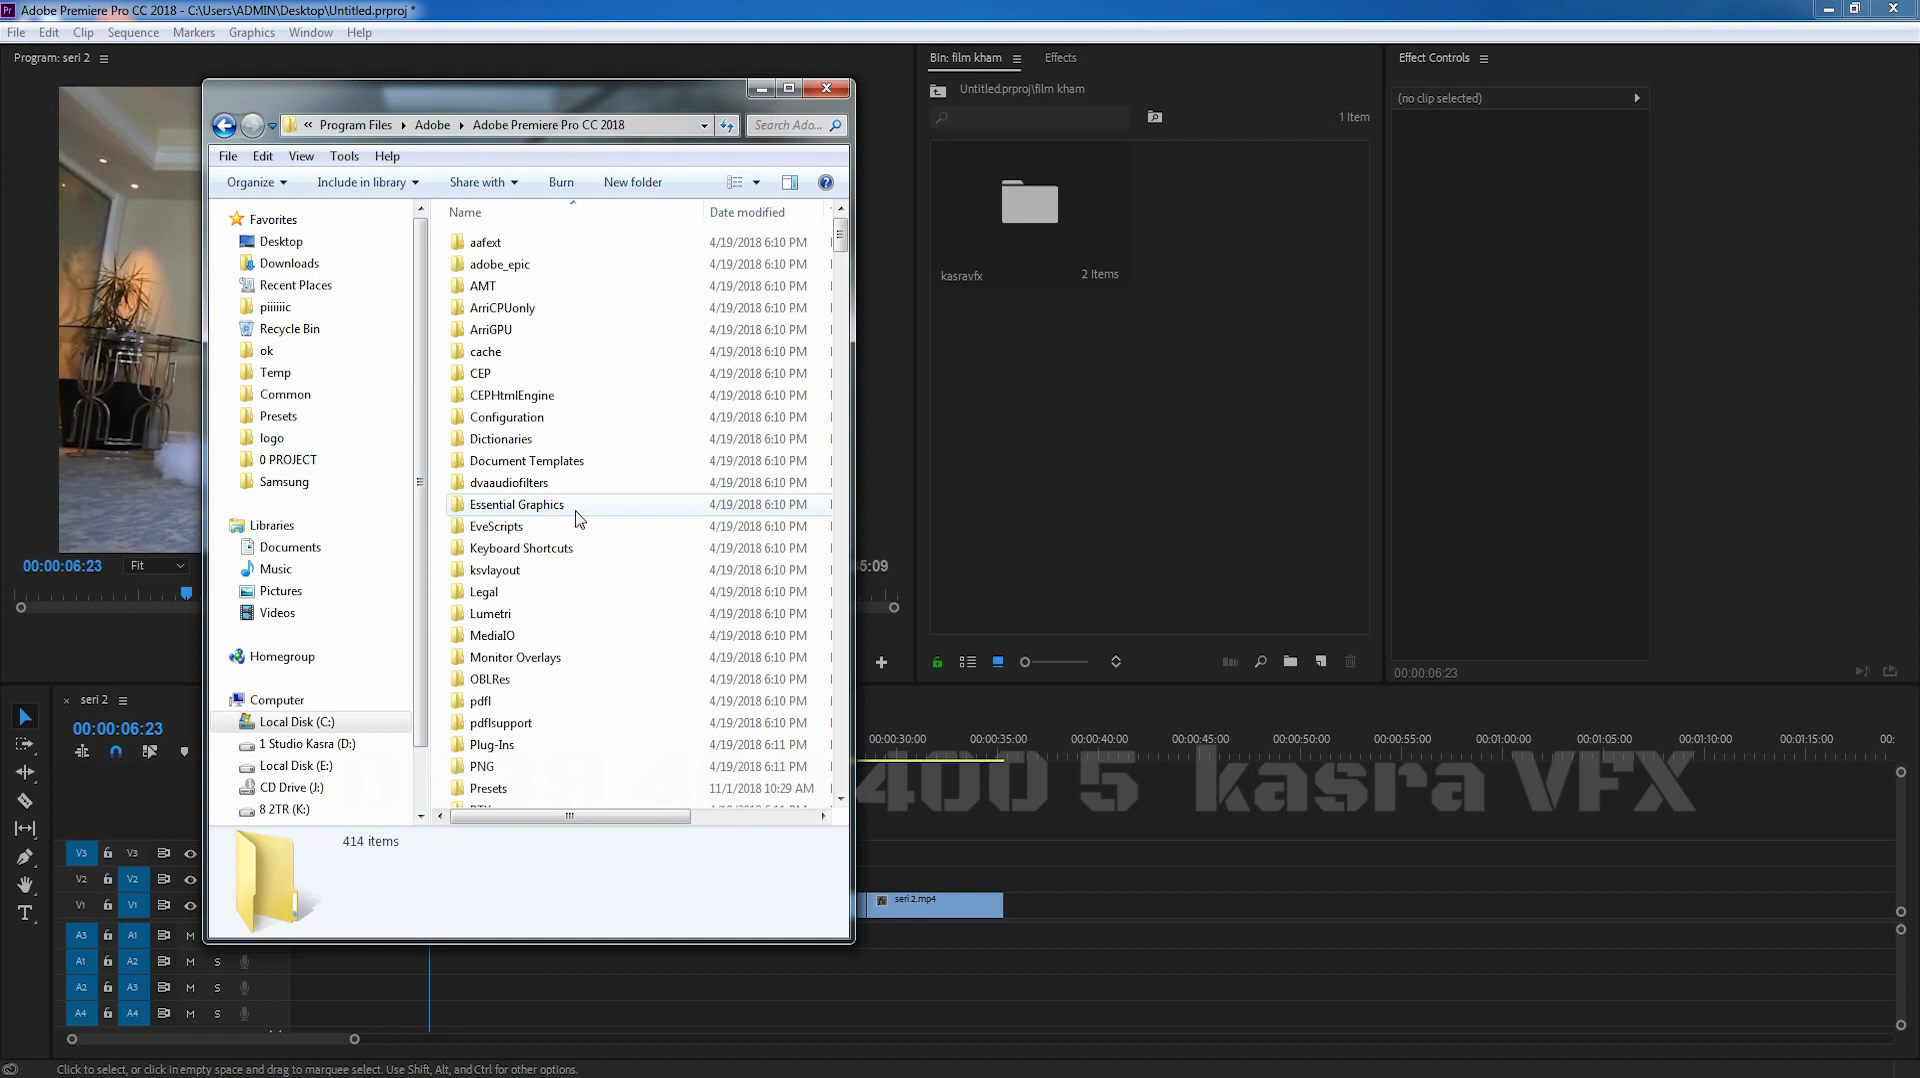 Adobe Premiere Pro CC 2018 - C:\Users\ADMIN\Desktop\Untitled.prproj *
File Edit Clip Sequence Markers Graphics Window Help
Program: seri 2
Bin: film kham
Effects
Effect Controls
Untitled.prproj\film kham
(no clip selected)
1 Item
kasravfx
2 Items
« Program Files Adobe Adobe Premiere Pro CC 2018
Search Ado...
File Edit View Tools Help
Organize Include in library Share with Burn New folder
Name Date modified
Favorites
Desktop
Downloads
Recent Places
piiiiiic
Recycle Bin
ok
Temp
Common
Presets
logo
0 PROJECT
Samsung
Libraries
Documents
Music
Pictures
Videos
Homegroup
Computer
Local Disk (C:)
1 Studio Kasra (D:)
Local Disk (E:)
CD Drive (J:)
8 2TR (K:)
aafext 4/19/2018 6:10 PM
adobe_epic 4/19/2018 6:10 PM
AMT 4/19/2018 6:10 PM
ArriCPUonly 4/19/2018 6:10 PM
ArriGPU 4/19/2018 6:10 PM
cache 4/19/2018 6:10 PM
CEP 4/19/2018 6:10 PM
CEPHtmlEngine 4/19/2018 6:10 PM
Configuration 4/19/2018 6:10 PM
Dictionaries 4/19/2018 6:10 PM
Document Templates 4/19/2018 6:10 PM
dvaaudiofilters 4/19/2018 6:10 PM
Essential Graphics 4/19/2018 6:10 PM
EveScripts 4/19/2018 6:10 PM
Keyboard Shortcuts 4/19/2018 6:10 PM
ksvlayout 4/19/2018 6:10 PM
Legal 4/19/2018 6:10 PM
Lumetri 4/19/2018 6:10 PM
MediaIO 4/19/2018 6:10 PM
Monitor Overlays 4/19/2018 6:10 PM
OBLRes 4/19/2018 6:10 PM
pdfl 4/19/2018 6:10 PM
pdflsupport 4/19/2018 6:10 PM
Plug-Ins 4/19/2018 6:11 PM
PNG 4/19/2018 6:11 PM
Presets 11/1/2018 10:29 AM
414 items
00:00:06:23
Fit
5:09
00:00:06:23
seri 2
00:00:06:23
00:00:30:00 00:00:35:00 00:00:40:00 00:00:45:00 00:00:50:00 00:00:55:00 00:01:00:00 00:01:05:00 00:01:10:00 00:01:15:00 00:
400 5 kasra VFX
V3 V3
V2 V2
V1 V1
seri 2.mp4
A3 A1 M
A1 A2 M S
A2 A3 M S
A4 A4 M S
Click to select, or click in empty space and drag to marquee select. Use Shift, Alt, and Ctrl for other options.